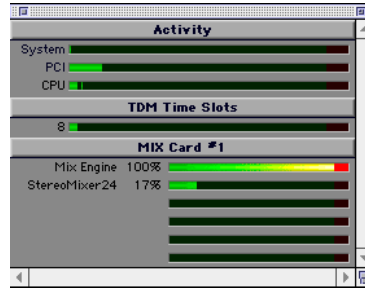 Activity
System
PCI
CPU
TDM Time Slots
8
MIX Card #1
Mix Engine 100%
StereoMixer24 17%